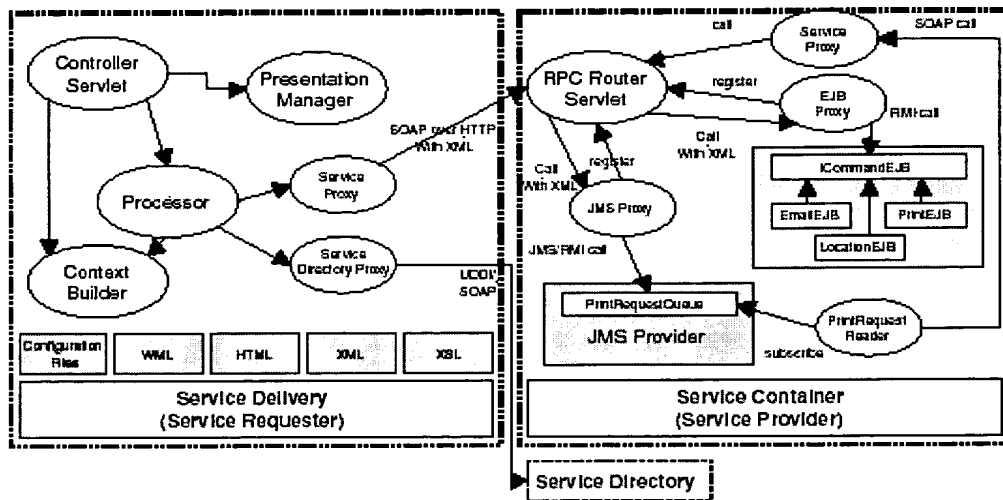 Controller
Servlet
Presentation
Manager
Processor
Context
Builder
Service
Proxy
Service
Directory Proxy
SOAP over HTTP
With XML
UDDI/
SOAP
Configuration
Files
WML
HTML
XML
XSL
Service Delivery
(Service Requester)
call
Service
Proxy
SOAP call
RPC Router
Servlet
register
EJB
Proxy
RMI call
Call
With XML
Call
With XML
register
JMS Proxy
JMS/RMI call
ICommandEJB
EmailEJB
PrintEJB
LocationEJB
PrintRequestQueue
JMS Provider
subscribe
PrintRequest
Reader
Service Container
(Service Provider)
Service Directory